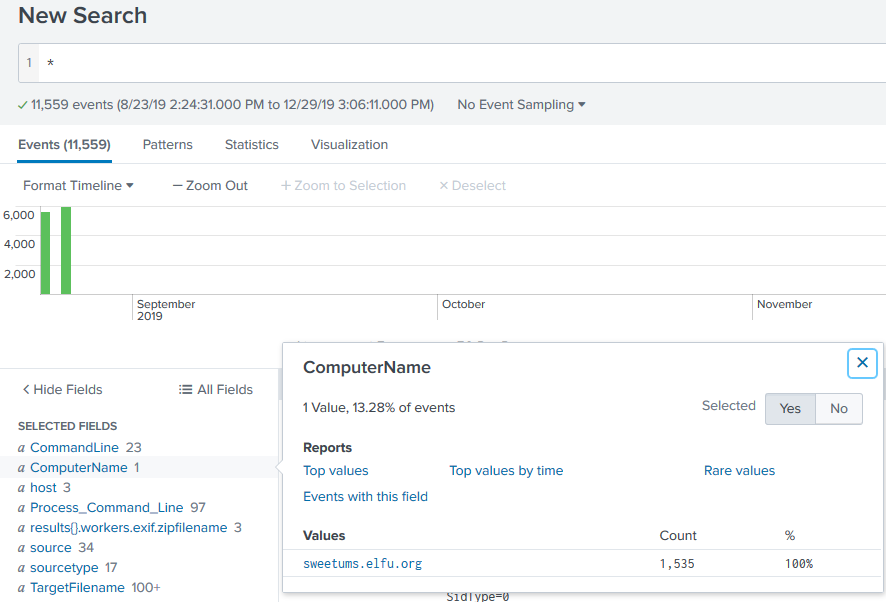 New Search
1 *
✓ 11,559 events (8/23/19 2:24:31.000 PM to 12/29/19 3:06:11.000 PM) No Event Sampling ▾
Events (11,559) Patterns Statistics Visualization
Format Timeline ▾ — Zoom Out + Zoom to Selection × Deselect
6,000
4,000
2,000
September 2019
October
November
< Hide Fields All Fields
SELECTED FIELDS
a CommandLine 23
a ComputerName 1
a host 3
a Process_Command_Line 97
a results{}.workers.exif.zipfilename 3
a source 34
a sourcetype 17
a TargetFilename 100+
ComputerName ×
1 Value, 13.28% of events
Selected Yes No
Reports
Top values Top values by time Rare values
Events with this field
Values Count %
sweetums.elfu.org 1,535 100%
SidType=0